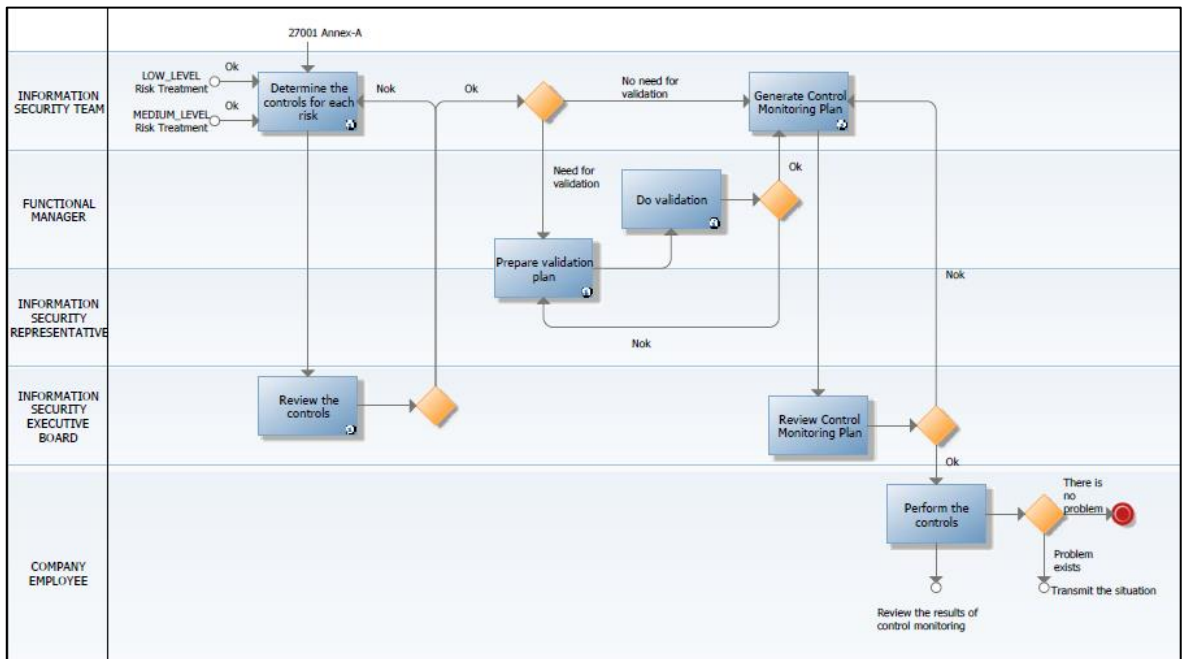 27001 Annex-A
INFORMATION
SECURITY TEAM
LOW_LEVEL
Risk Treatment
Ok
MEDIUM_LEVEL
Risk Treatment
Ok
Determine the
controls for each
risk
Nok
Ok
No need for
validation
Generate Control
Monitoring Plan
FUNCTIONAL
MANAGER
Need for
validation
Do validation
Ok
Prepare validation
plan
INFORMATION
SECURITY
REPRESENTATIVE
Nok
Nok
INFORMATION
SECURITY
EXECUTIVE
BOARD
Review the
controls
Review Control
Monitoring Plan
Ok
COMPANY
EMPLOYEE
Perform the
controls
There is
no
problem
Problem
exists
Transmit the situation
Review the results of
control monitoring